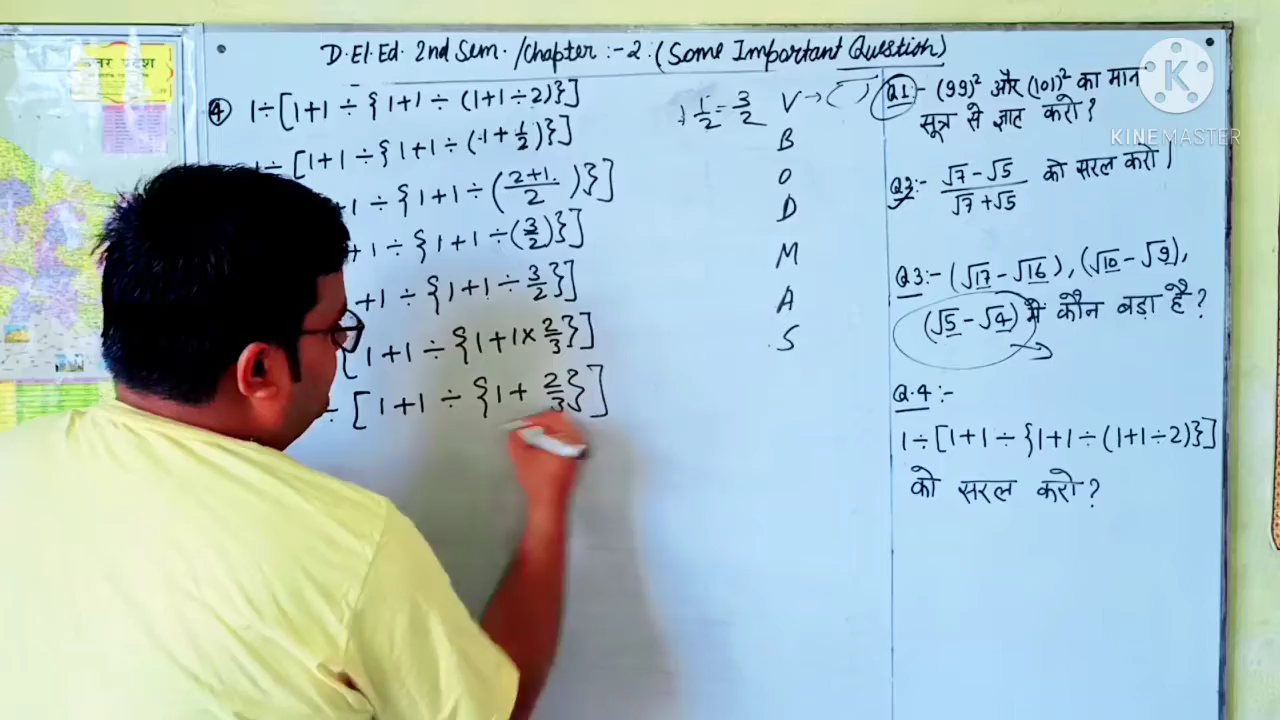 D.El.Ed. 2nd Sem. /Chapter :-2 (Some Important Question)
④ 1÷[1+1 ÷ {1+1 ÷ (1+1÷2)}]
÷ [1+1 ÷ {1+1 ÷ (1+1/2)}]
+1 ÷ {1+1 ÷ (2+1/2)}]
+1 ÷ {1+1 ÷ (3/2)}]
+1 ÷ {1+1 ÷ 3/2}]
[1+1 ÷ {1+1× 2/3}]
÷ [1+1 ÷ {1+ 2/3}]
1 1/2 = 3/2
V → ( )
B
O
D
M
A
S
Q1:- (99)² और (101)² का मान
सूत्र से ज्ञात करो?
Q2:- √7 - √5 / √7 + √5 को सरल करो।
Q3:- (√17 - √16), (√10 - √9),
(√5 - √4) में कौन बड़ा है?
Q.4:-
1÷[1+1 ÷ {1+1 ÷ (1+1÷2)}]
को सरल करो?
उत्तर प्रदेश
K
KINEMASTER